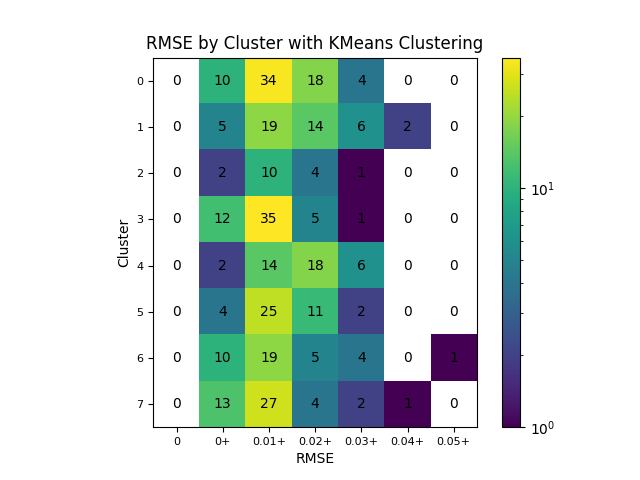 RMSE by Cluster with KMeans Clustering
0 0 10 34 18 4 0 0
1 0 5 19 14 6 2 0
2 0 2 10 4 1 0 0
3 0 12 35 5 1 0 0
4 0 2 14 18 6 0 0
5 0 4 25 11 2 0 0
6 0 10 19 5 4 0 1
7 0 13 27 4 2 1 0
0 0+ 0.01+ 0.02+ 0.03+ 0.04+ 0.05+
RMSE
Cluster
10¹
10⁰